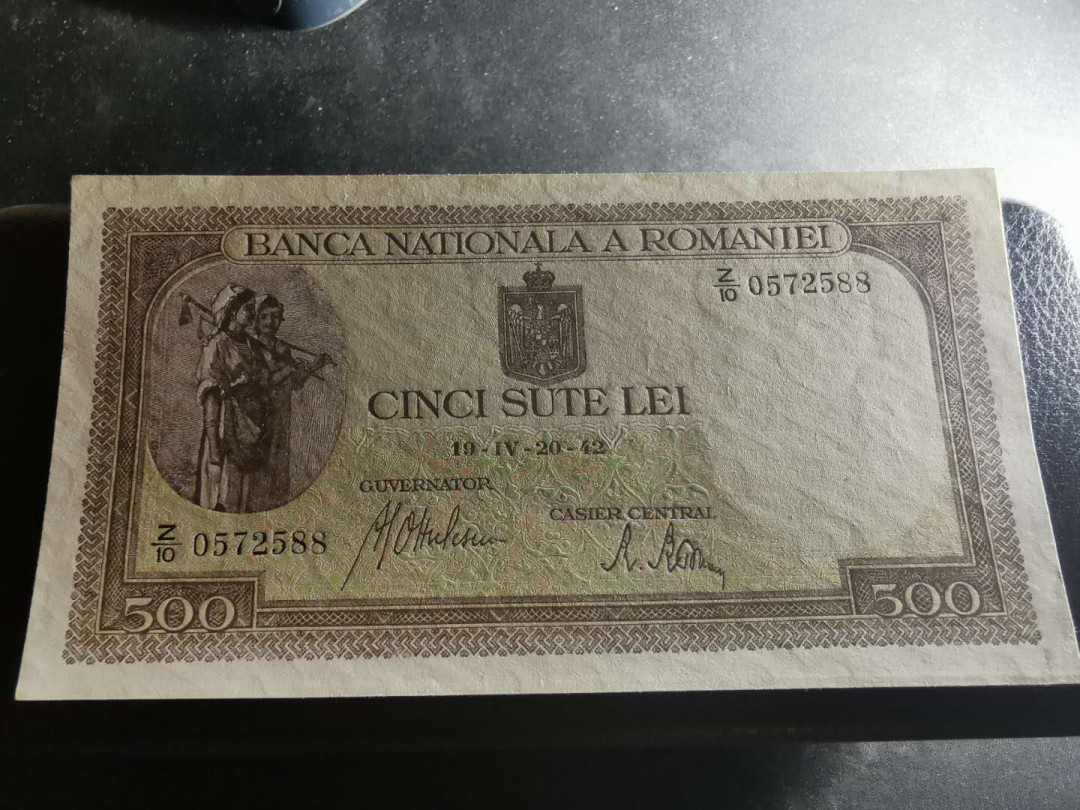 BANCA NATIONALA A ROMANIEI
Z/10 0572588
CINCI SUTE LEI
19-IV-20-42
GUVERNATOR
CASIER CENTRAL
Z/10 0572588
500
500